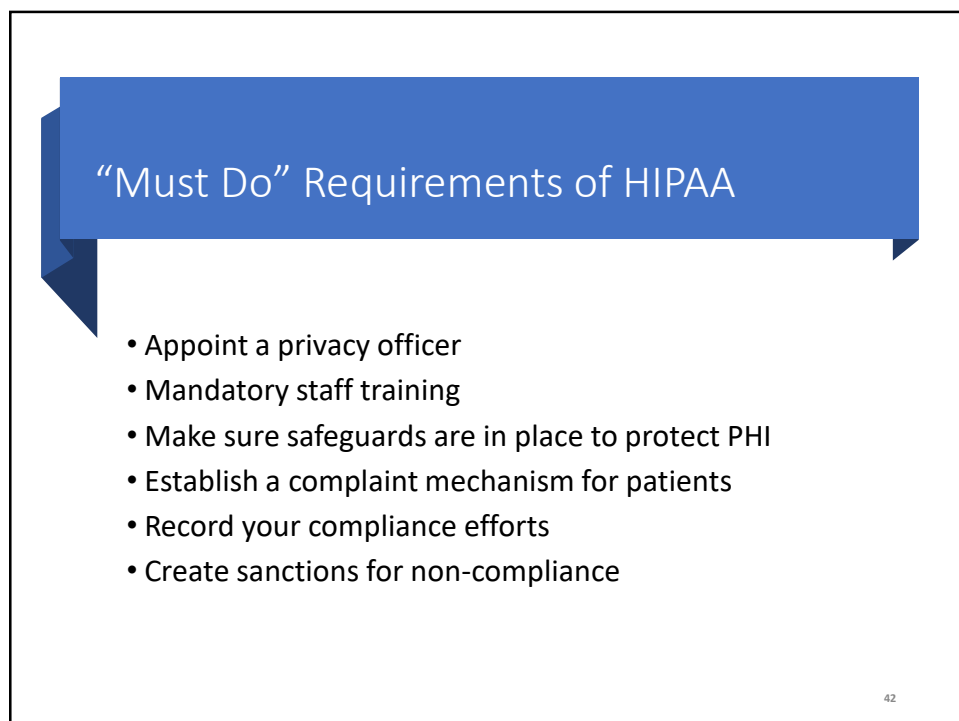 “Must Do” Requirements of HIPAA
• Appoint a privacy officer
• Mandatory staff training
• Make sure safeguards are in place to protect PHI
• Establish a complaint mechanism for patients
• Record your compliance efforts
• Create sanctions for non-compliance
42